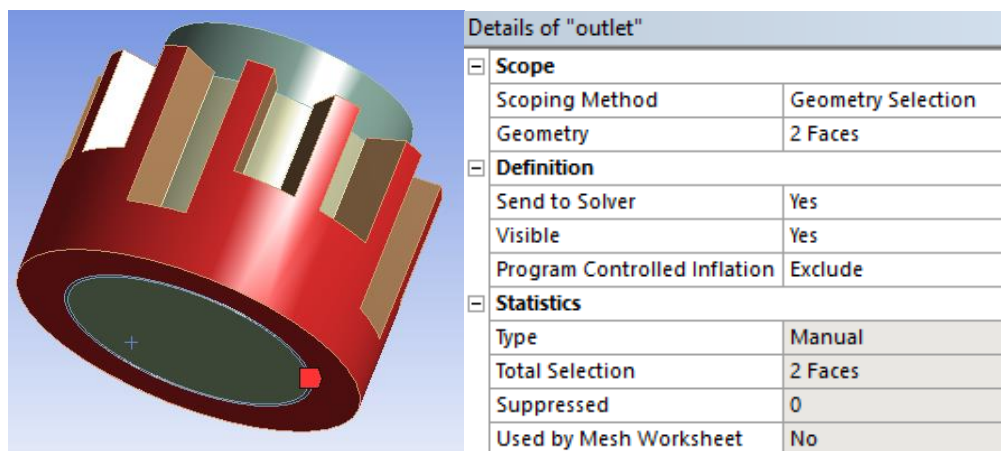 Details of "outlet"
Scope
Scoping Method Geometry Selection
Geometry 2 Faces
Definition
Send to Solver Yes
Visible Yes
Program Controlled Inflation Exclude
Statistics
Type Manual
Total Selection 2 Faces
Suppressed 0
Used by Mesh Worksheet No